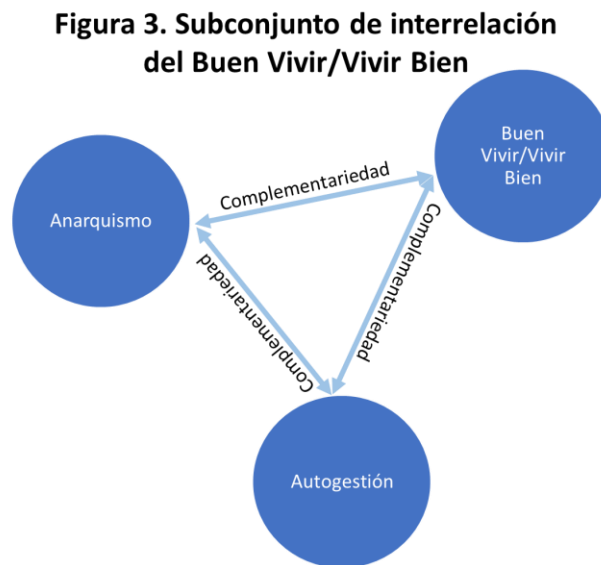 Figura 3. Subconjunto de interrelación
del Buen Vivir/Vivir Bien
Buen
Vivir/Vivir
Bien
Complementariedad
Anarquismo
Complementariedad
Complementariedad
Autogestión